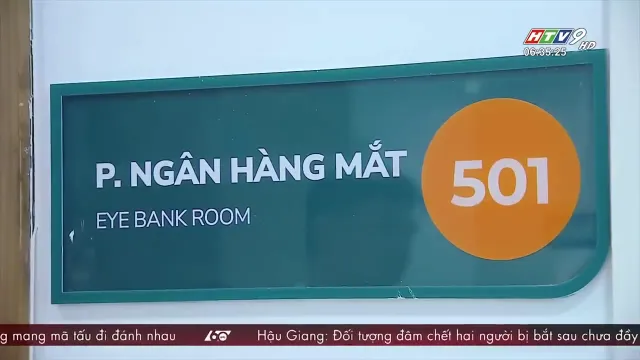 HTV9 HD
06:35:25
P. NGÂN HÀNG MẮT
EYE BANK ROOM
501
g mang mã tấu đi đánh nhau
60
Hậu Giang: Đối tượng đâm chết hai người bị bắt sau chưa đầy